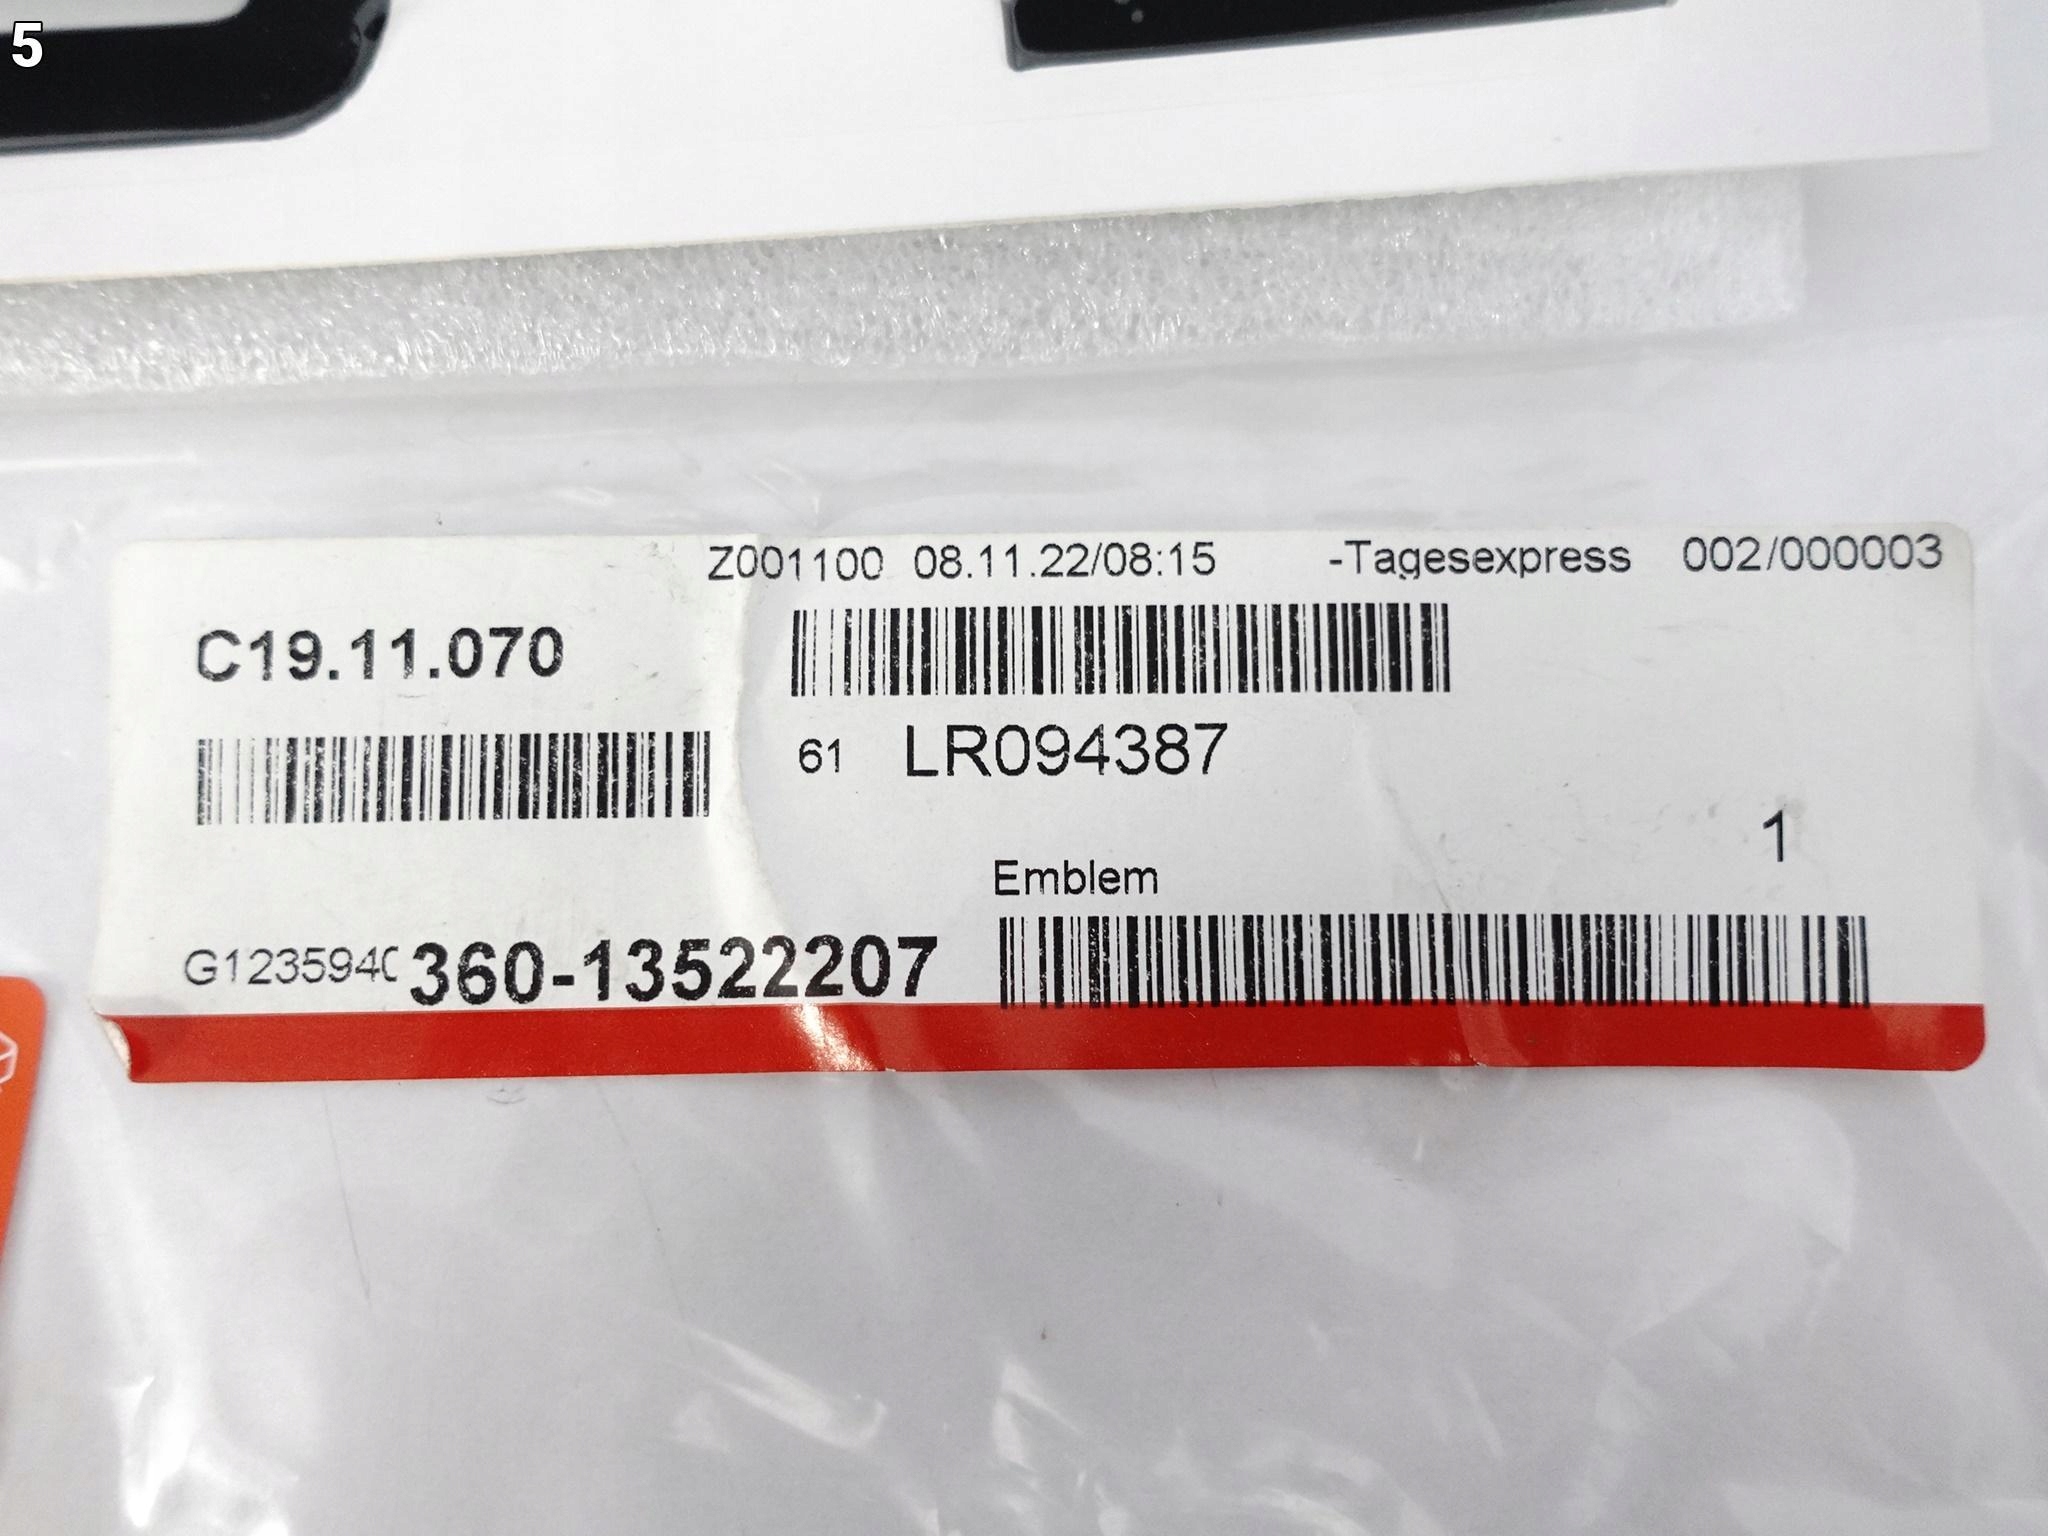 5
Z001100 08.11.22/08:15 -Tagesexpress 002/000003
C19.11.070
61 LR094387
1
Emblem
G1235940 360-13522207